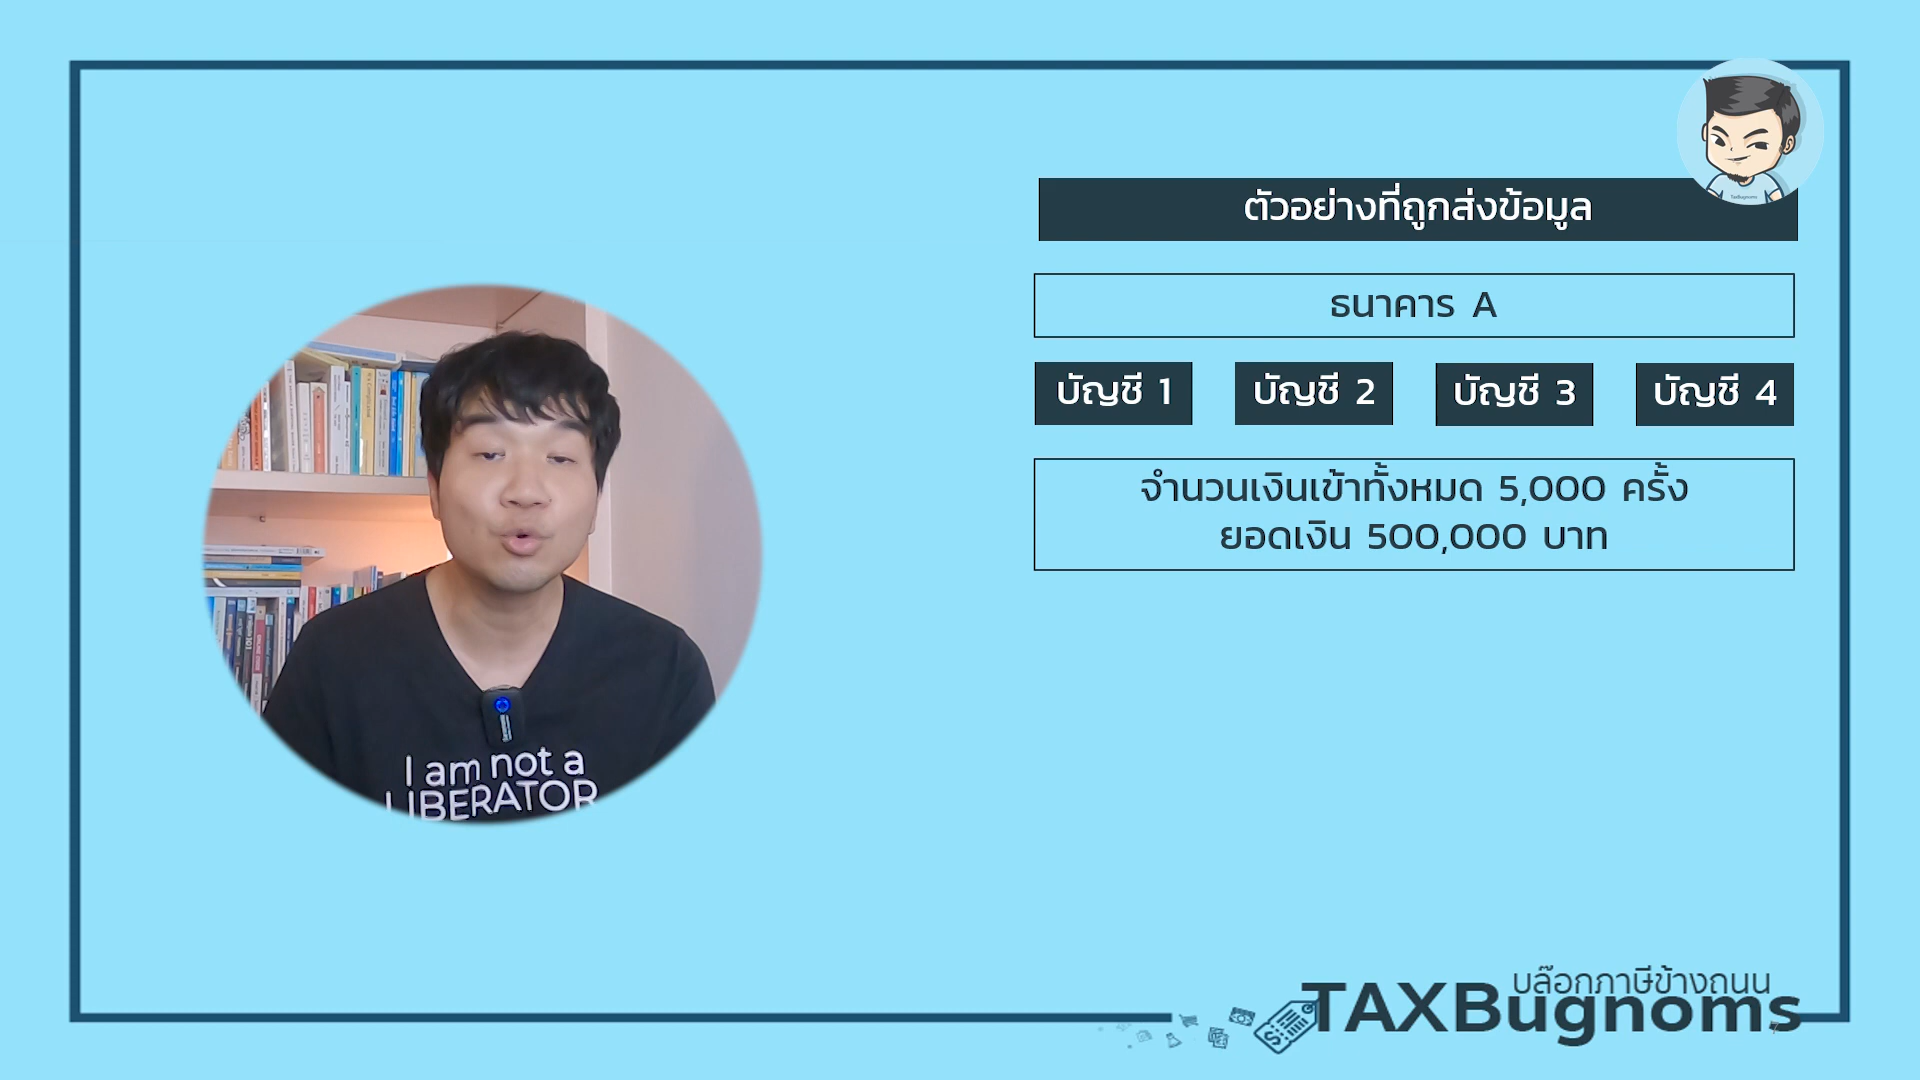 ตัวอย่างที่ถูกส่งข้อมูล
ธนาคาร A
บัญชี 1 บัญชี 2 บัญชี 3 บัญชี 4
จำนวนเงินเข้าทั้งหมด 5,000 ครั้ง
ยอดเงิน 500,000 บาท
I am not a
LIBERATOR
บล๊อกภาษีข้างถนน
TAXBugnoms